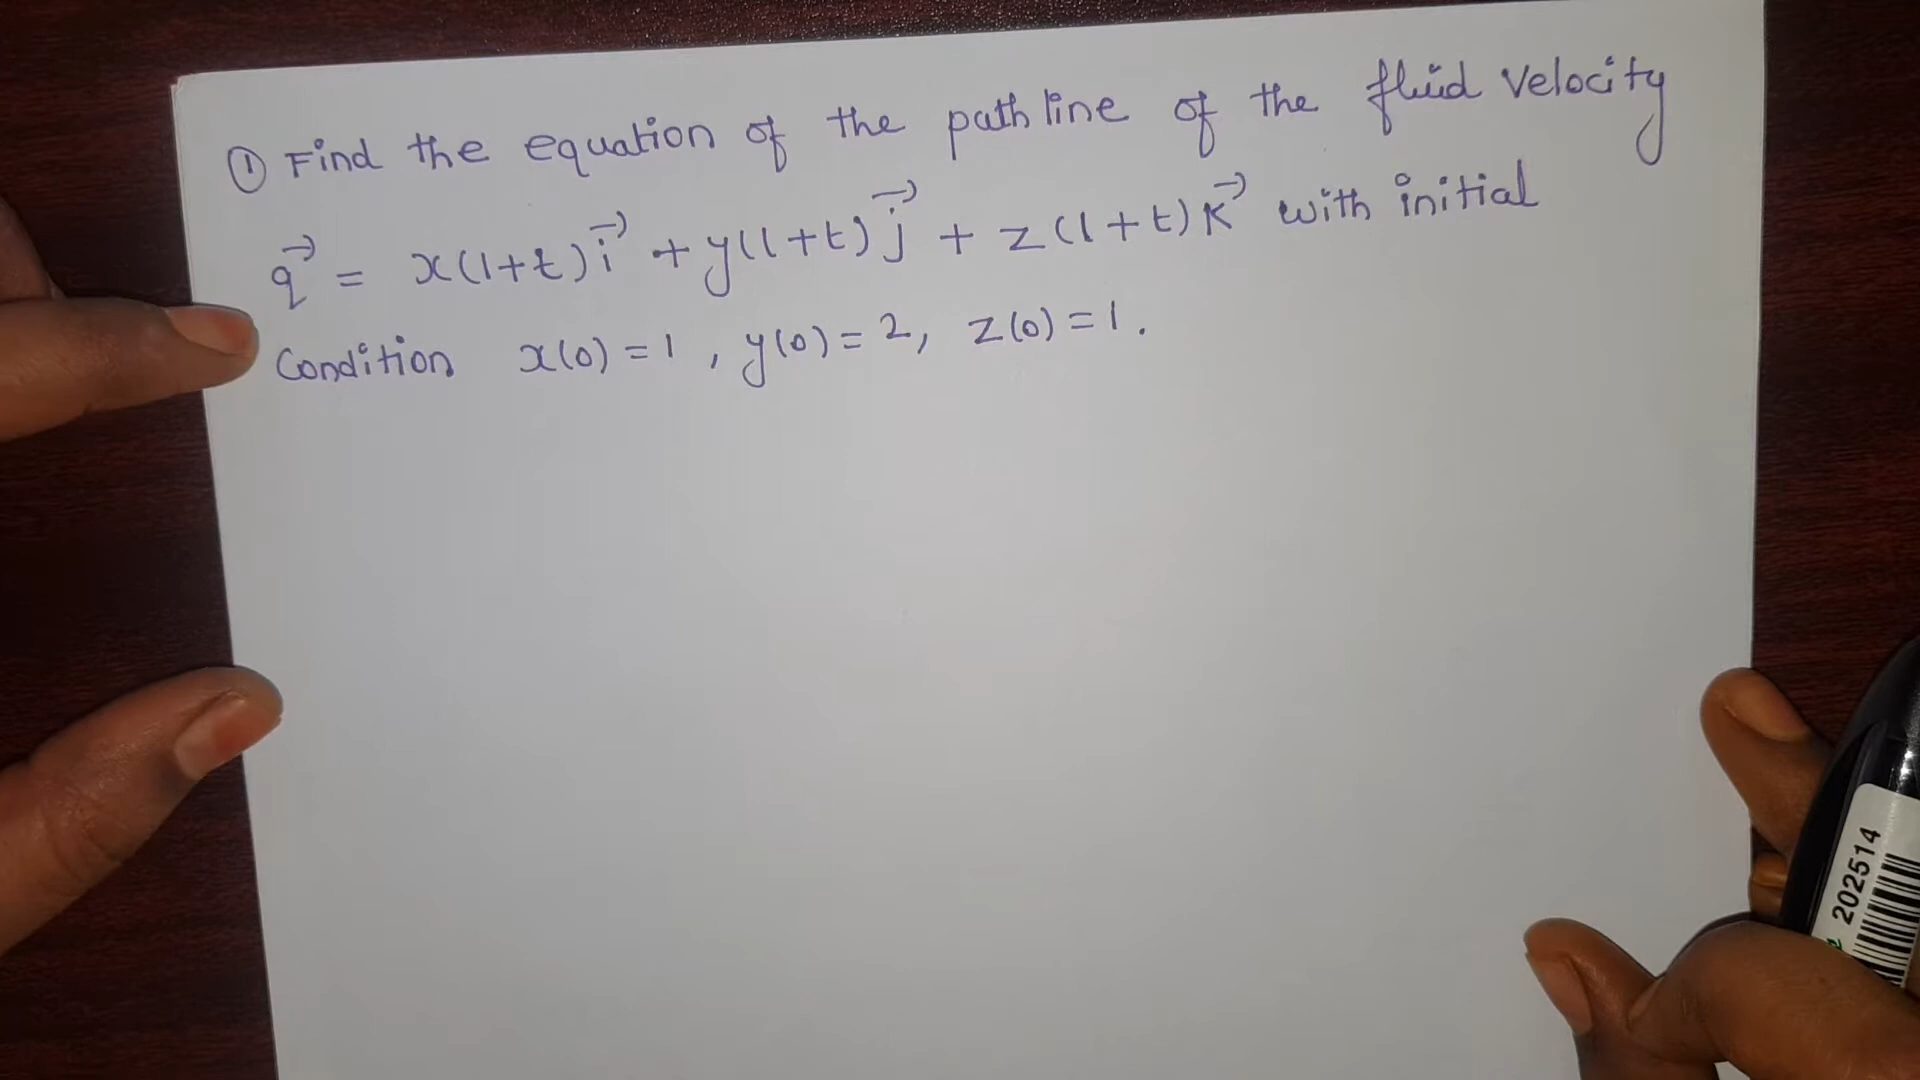 ① Find the equation of the path line of the fluid velocity
q⃗ = x(1+t)i⃗ + y(1+t)j⃗ + z(1+t)k⃗ with initial
Condition x(0) = 1, y(0) = 2, z(0) = 1.
202514